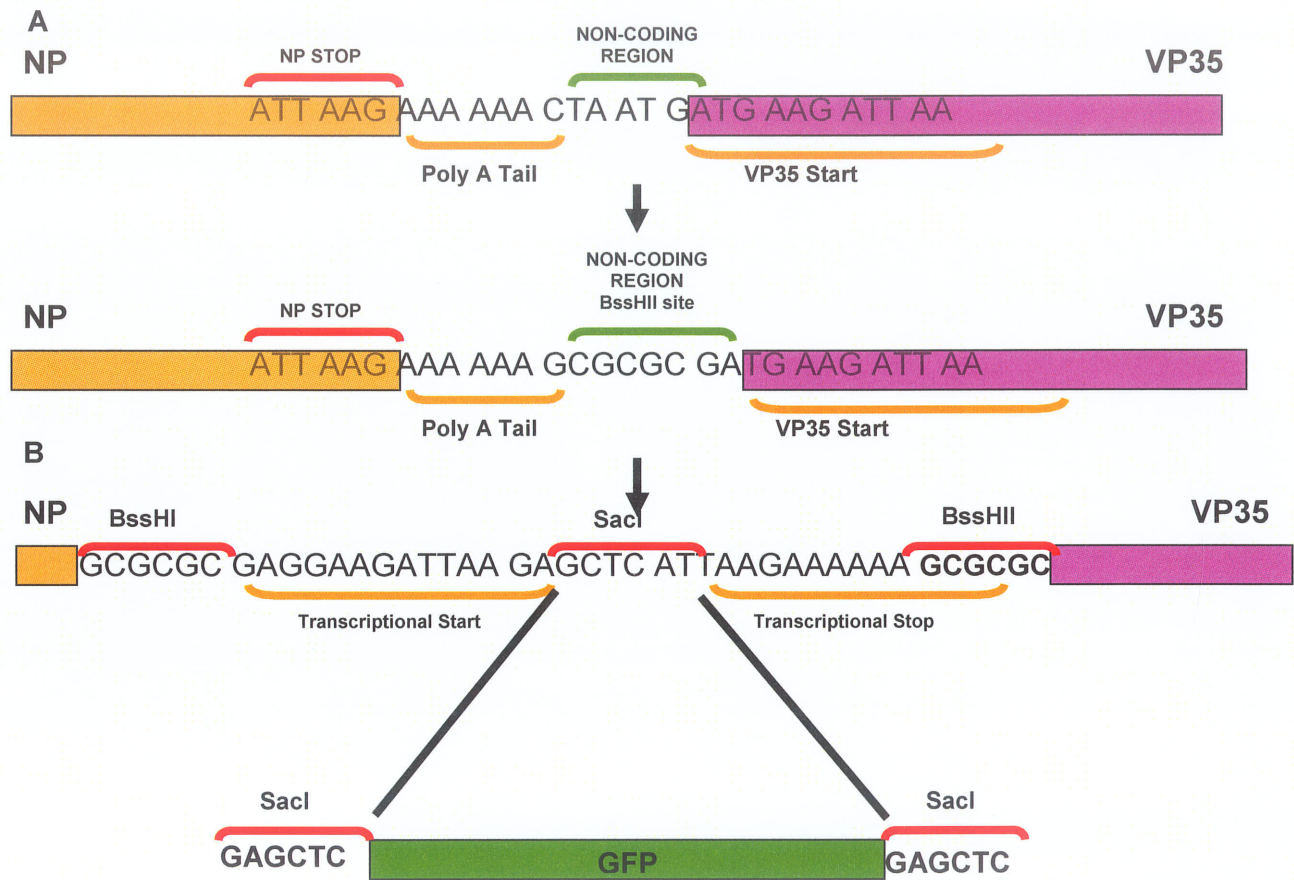 A
NP
NP STOP
NON-CODING
REGION
VP35
ATT AAG AAA AAA CTA AT GATG AAG ATT AA
Poly A Tail
VP35 Start
NON-CODING
REGION
BssHII site
NP
NP STOP
VP35
ATT AAG AAA AAA GCGCGC GATG AAG ATT AA
Poly A Tail
VP35 Start
B
NP
BssHI
SacI
BssHII
VP35
GCGCGC GAGGAAGATTAA GAGCTC ATTAAGAAAAAA GCGCGC
Transcriptional Start
Transcriptional Stop
SacI
SacI
GAGCTC
GFP
GAGCTC